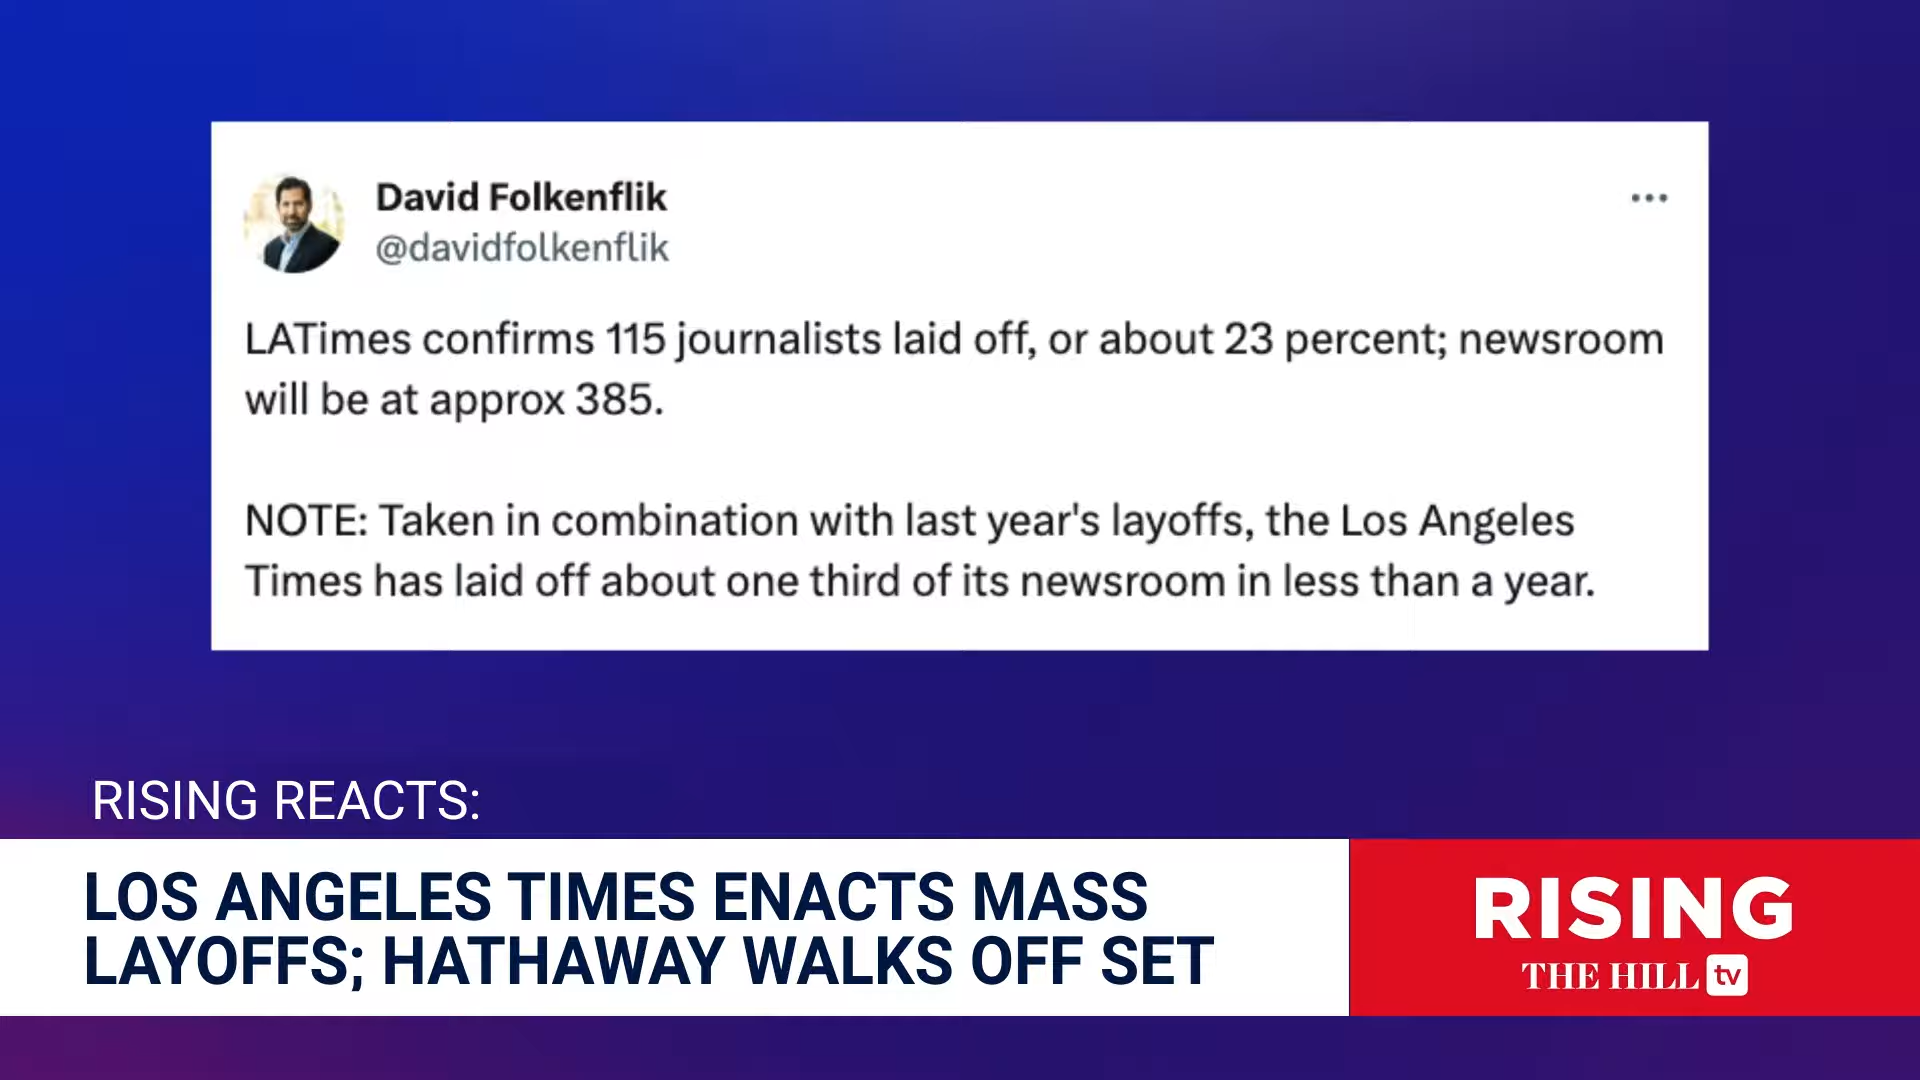 David Folkenflik
@davidfolkenflik
LATimes confirms 115 journalists laid off, or about 23 percent; newsroom
will be at approx 385.
NOTE: Taken in combination with last year's layoffs, the Los Angeles
Times has laid off about one third of its newsroom in less than a year.
RISING REACTS:
LOS ANGELES TIMES ENACTS MASS
LAYOFFS; HATHAWAY WALKS OFF SET
RISING
THE HILL tv